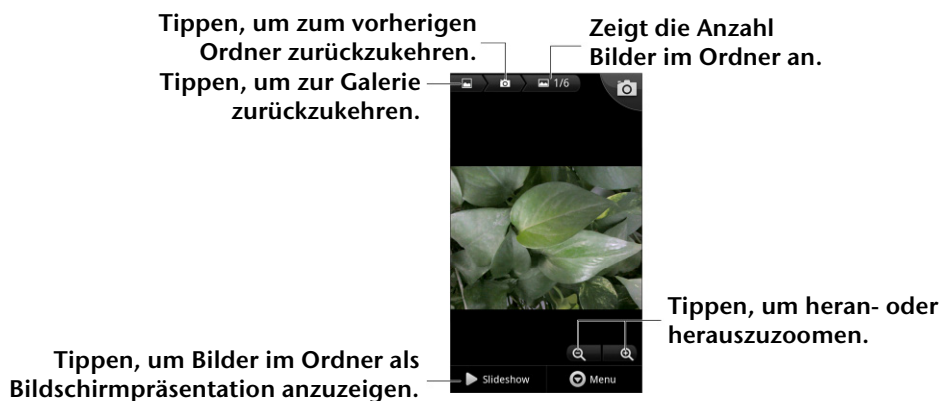 Tippen, um zum vorherigen
Ordner zurückzukehren.
Tippen, um zur Galerie
zurückzukehren.
Zeigt die Anzahl
Bilder im Ordner an.
1/6
Tippen, um heran- oder
herauszuzoomen.
Tippen, um Bilder im Ordner als
Bildschirmpräsentation anzuzeigen.
Slideshow
Menu